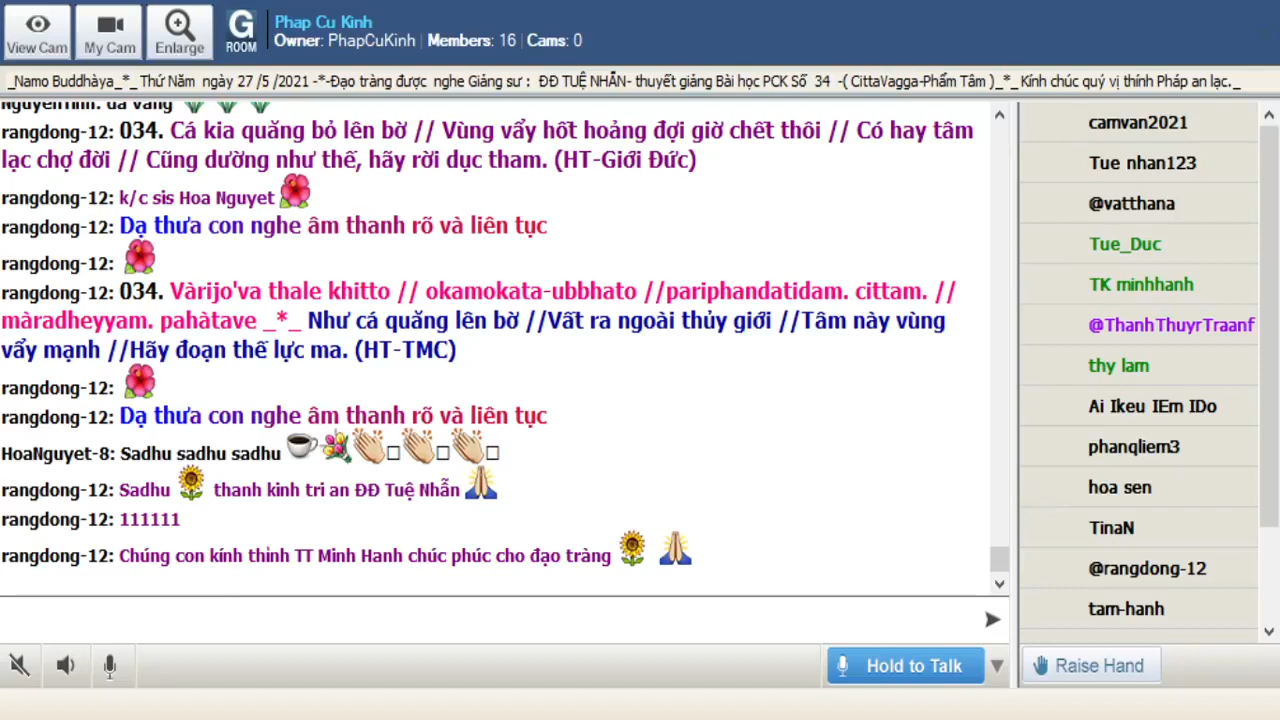 View Cam
My Cam
Enlarge
G
ROOM
Phap Cu Kinh
Owner: PhapCuKinh | Members: 16 | Cams: 0
_Namo Buddhàya_*_ Thứ Năm ngày 27 /5 /2021 -*-Đạo tràng được nghe Giảng sư : ĐĐ TUỆ NHẪN- thuyết giảng Bài học PCK Số 34 -( CittaVagga-Phẩm Tâm )_*_ Kính chúc quý vị thính Pháp an lạc._
rangdong-12: 034. Cá kia quăng bỏ lên bờ // Vùng vẩy hốt hoảng đợi giờ chết thôi // Có hay tâm
lạc chợ đời // Cũng dường như thế, hãy rời dục tham. (HT-Giới Đức)
rangdong-12: k/c sis Hoa Nguyet
rangdong-12: Dạ thưa con nghe âm thanh rõ và liên tục
rangdong-12:
rangdong-12: 034. Vàrijo'va thale khitto // okamokata-ubbhato //pariphandatidam. cittam. //
màradheyyam. pahàtave _*_ Như cá quăng lên bờ //Vất ra ngoài thủy giới //Tâm này vùng
vẩy mạnh //Hãy đoạn thế lực ma. (HT-TMC)
rangdong-12:
rangdong-12: Dạ thưa con nghe âm thanh rõ và liên tục
HoaNguyet-8: Sadhu sadhu sadhu
rangdong-12: Sadhu thanh kinh tri an ĐĐ Tuệ Nhẫn
rangdong-12: 111111
rangdong-12: Chúng con kính thỉnh TT Minh Hanh chúc phúc cho đạo tràng
camvan2021
Tue nhan123
@vatthana
Tue_Duc
TK minhhanh
@ThanhThuyrTraanf
thy lam
Ai Ikeu IEm IDo
phanqliem3
hoa sen
TinaN
@rangdong-12
tam-hanh
Hold to Talk
Raise Hand